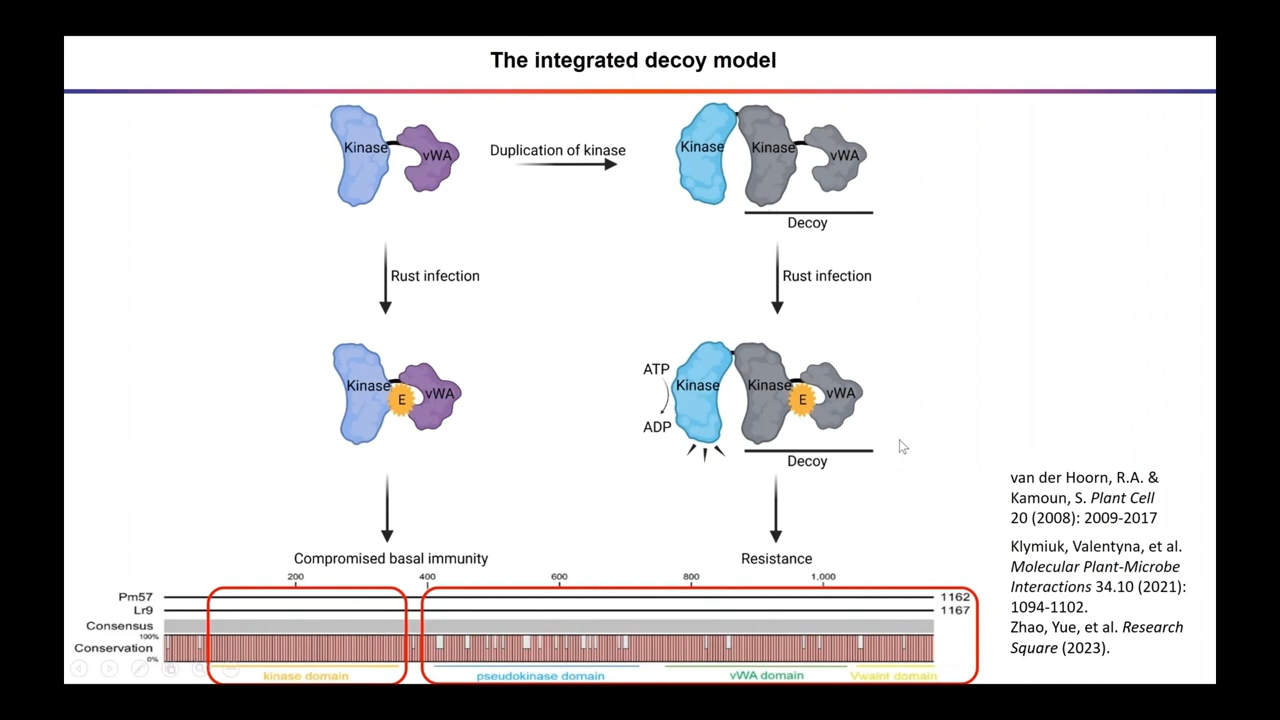 The integrated decoy model
Kinase
vWA
Duplication of kinase
Kinase
Kinase
vWA
Decoy
Rust infection
Rust infection
Kinase
E
vWA
ATP
ADP
Kinase
Kinase
E
vWA
Decoy
Compromised basal immunity
Resistance
van der Hoorn, R.A. &
Kamoun, S. Plant Cell
20 (2008): 2009-2017
Klymiuk, Valentyna, et al.
Molecular Plant-Microbe
Interactions 34.10 (2021):
1094-1102.
Zhao, Yue, et al. Research
Square (2023).
200 400 600 800 1,000
Pm57 1162
Lr9 1167
Consensus
100%
Conservation
0%
kinase domain pseudokinase domain vWA domain Vwaint domain